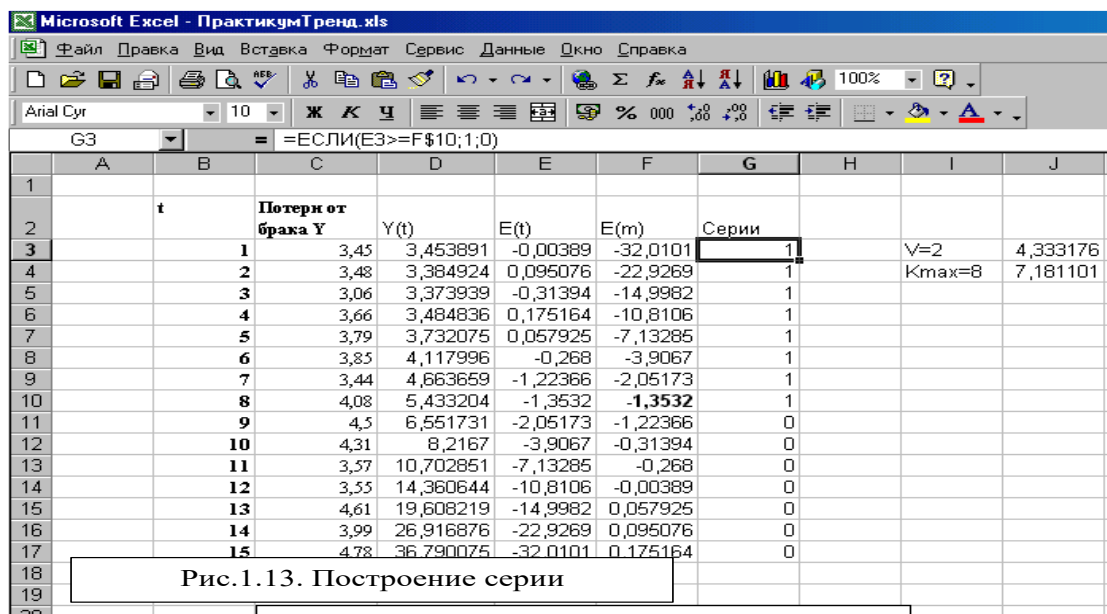 Microsoft Excel - ПрактикумТренд.xls
Файл Правка Вид Вставка Формат Сервис Данные Окно Справка
100%
Arial Cyr 10 Ж К Ч % 000
G3 = =ЕСЛИ(E3>=F$10;1;0)
A B C D E F G H I J
1
2 t Потери от брака Y Y(t) E(t) E(m) Серии
3 1 3,45 3,453891 -0,00389 -32,0101 1 V=2 4,333176
4 2 3,48 3,384924 0,095076 -22,9269 1 Kmax=8 7,181101
5 3 3,06 3,373939 -0,31394 -14,9982 1
6 4 3,66 3,484836 0,175164 -10,8106 1
7 5 3,79 3,732075 0,057925 -7,13285 1
8 6 3,85 4,117996 -0,268 -3,9067 1
9 7 3,44 4,663659 -1,22366 -2,05173 1
10 8 4,08 5,433204 -1,3532 -1,3532 1
11 9 4,5 6,551731 -2,05173 -1,22366 0
12 10 4,31 8,2167 -3,9067 -0,31394 0
13 11 3,57 10,702851 -7,13285 -0,268 0
14 12 3,55 14,360644 -10,8106 -0,00389 0
15 13 4,61 19,608219 -14,9982 0,057925 0
16 14 3,99 26,916876 -22,9269 0,095076 0
17 15 4,78 36,790075 -32,0101 0,175164 0
18
Рис.1.13. Построение серии
19